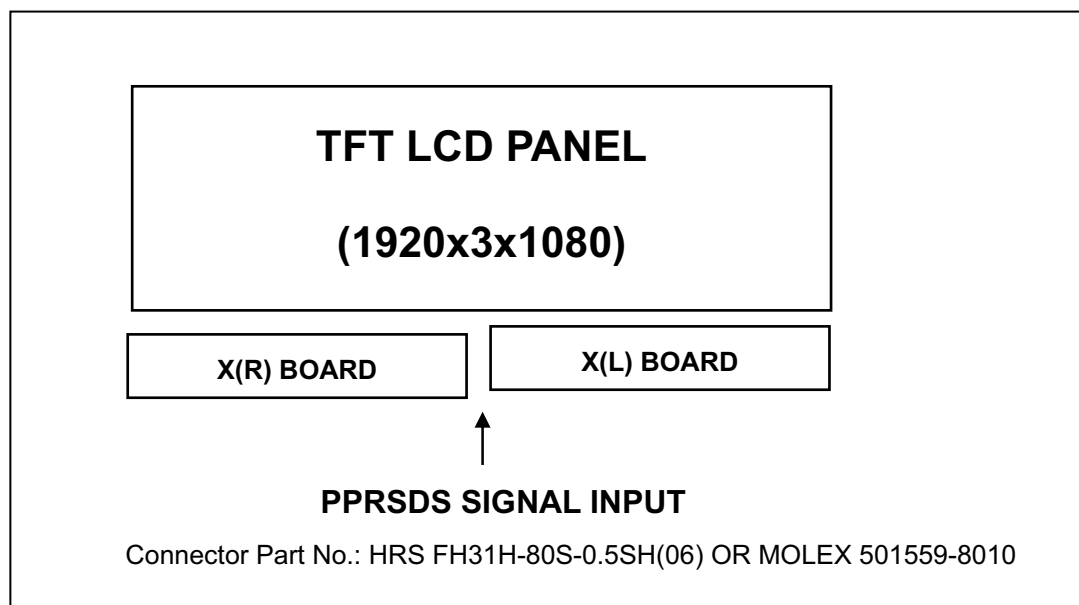 TFT LCD PANEL
(1920x3x1080)
X(R) BOARD
X(L) BOARD
PPRSDS SIGNAL INPUT
Connector Part No.: HRS FH31H-80S-0.5SH(06) OR MOLEX 501559-8010